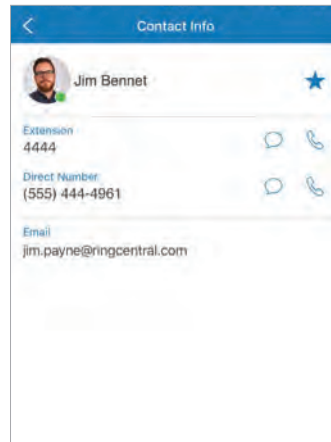 Contact Info
Jim Bennet
Extension
4444
Direct Number
(555) 444-4961
Email
jim.payne@ringcentral.com